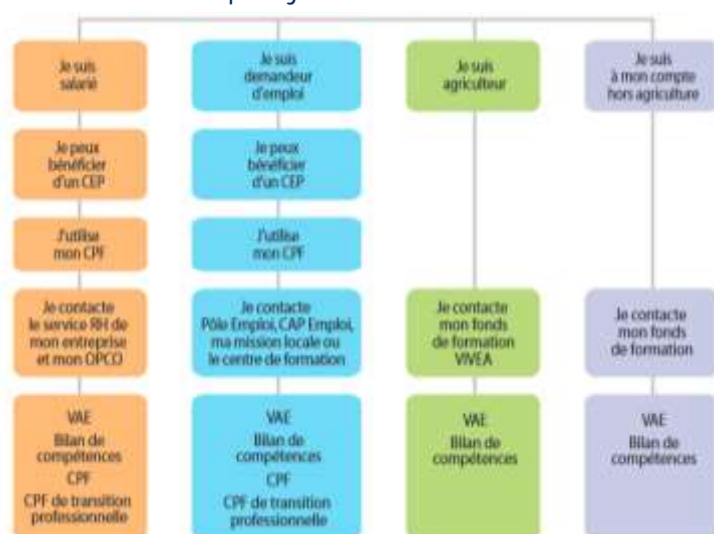 Je suis
salarié
Je peux
bénéficier
d'un CEP
J'utilise
mon CPF
Je contacte
le service RH de
mon entreprise
et mon OPCO
VAE
Bilan de
compétences
CPF
CPF de transition
professionnelle
Je suis
demandeur
d'emploi
Je peux
bénéficier
d'un CEP
J'utilise
mon CPF
Je contacte
Pôle Emploi, CAP Emploi,
ma mission locale ou
le centre de formation
VAE
Bilan de
compétences
CPF
CPF de transition
professionnelle
Je suis
agriculteur
Je contacte
mon fonds
de formation
VIVEA
VAE
Bilan de
compétences
Je suis
à mon compte
hors agriculture
Je contacte
mon fonds
de formation
VAE
Bilan de
compétences